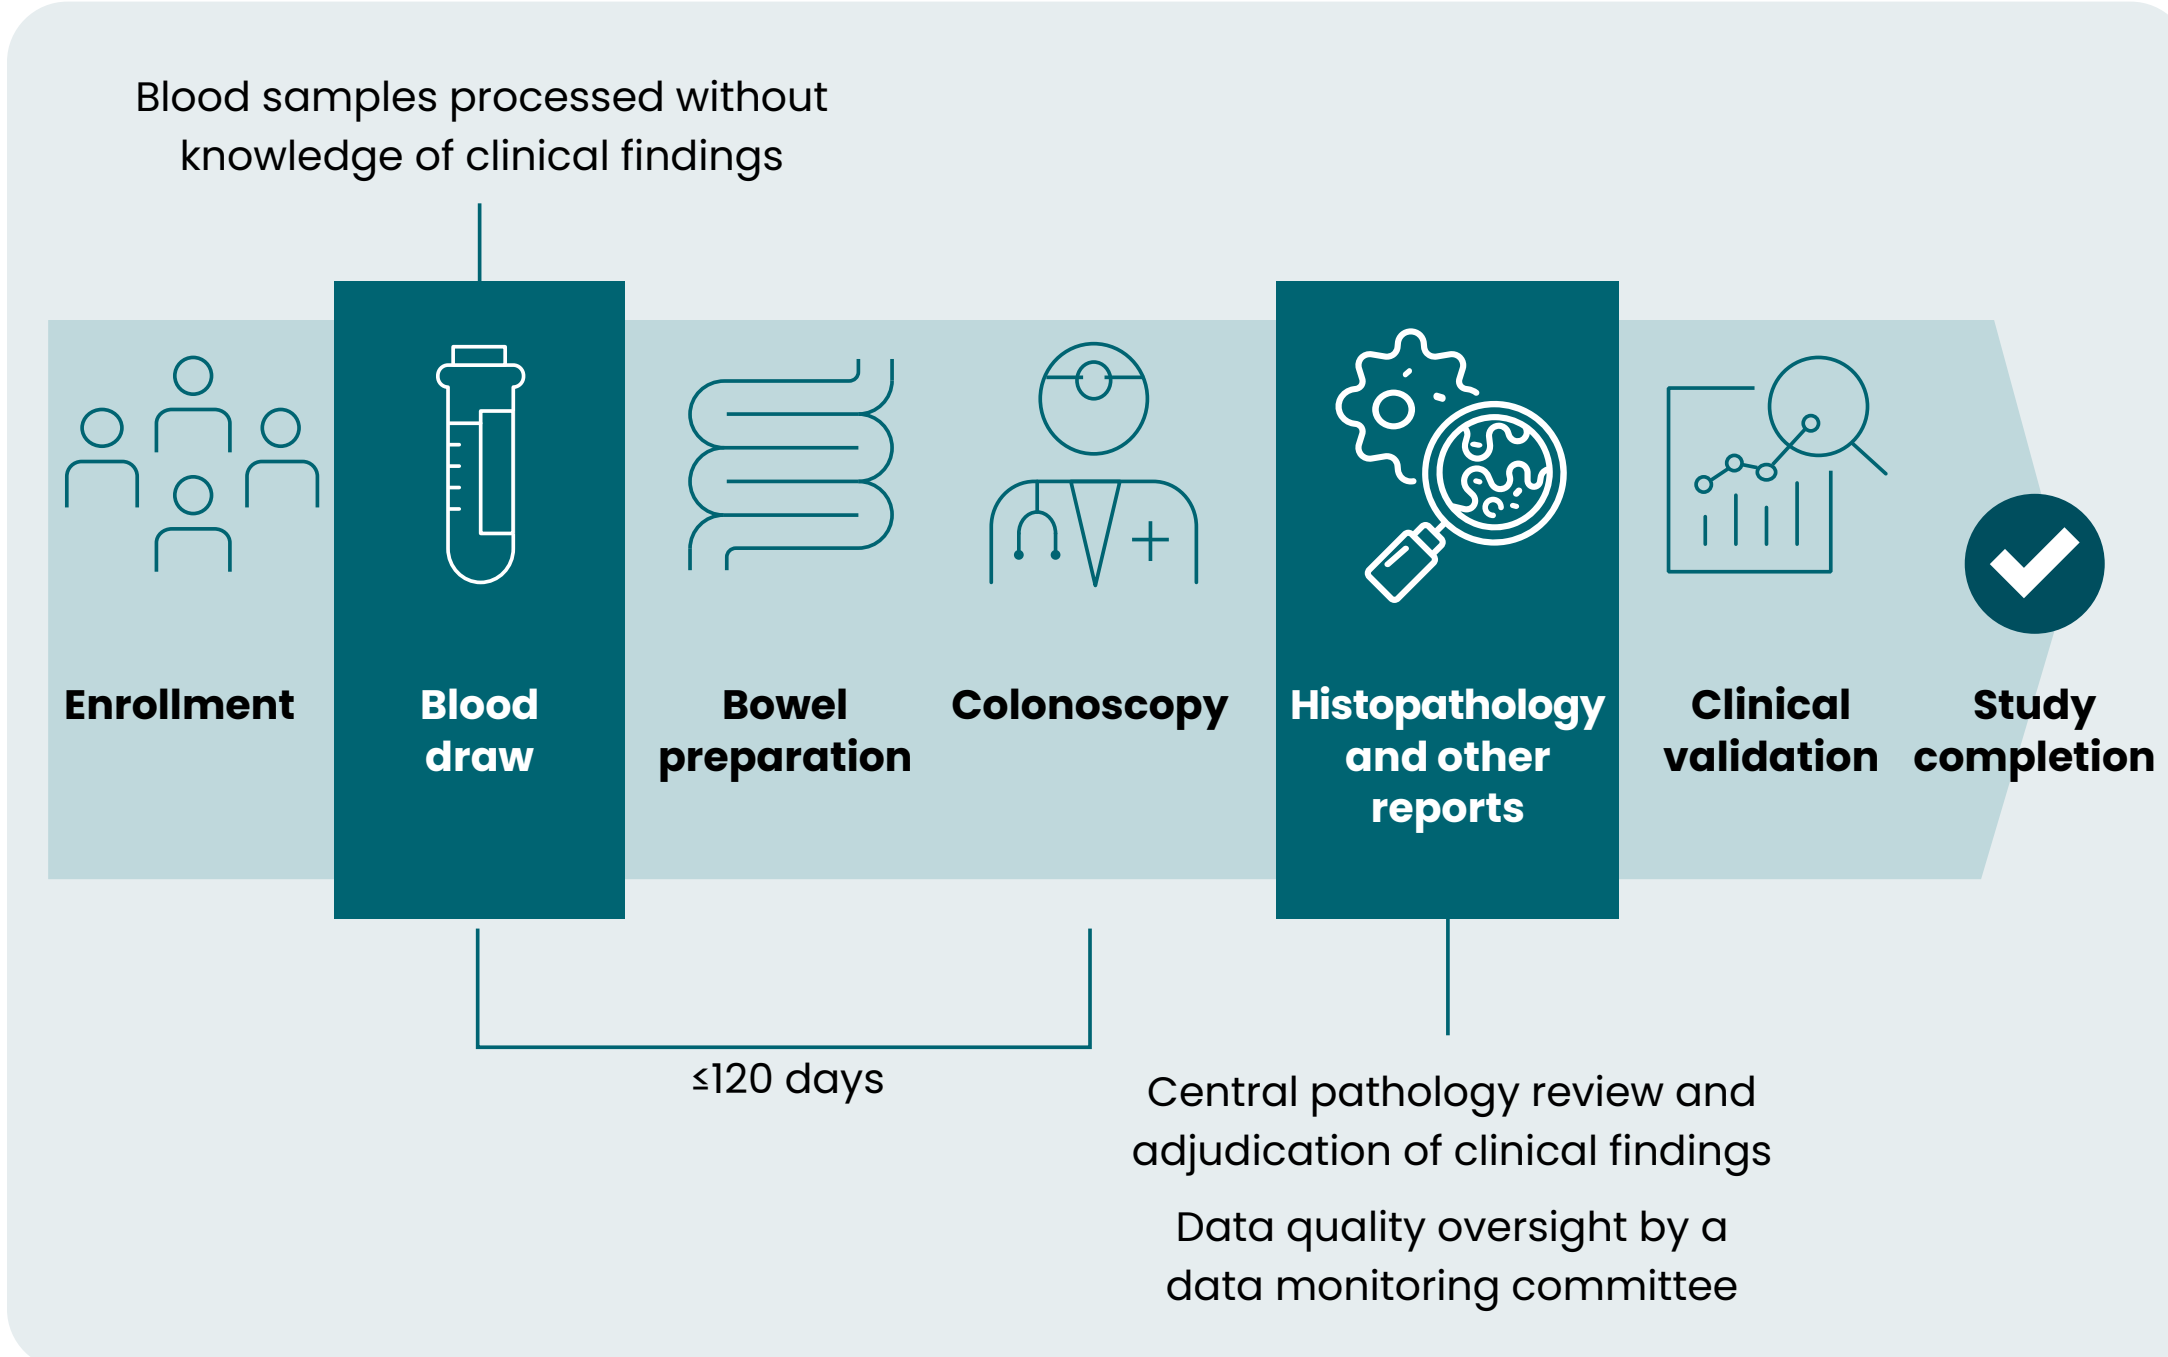 Blood samples processed without
knowledge of clinical findings
Enrollment
Blood
draw
Bowel
preparation
Colonoscopy
Histopathology
and other
reports
Clinical
validation
Study
completion
≤120 days
Central pathology review and
adjudication of clinical findings
Data quality oversight by a
data monitoring committee